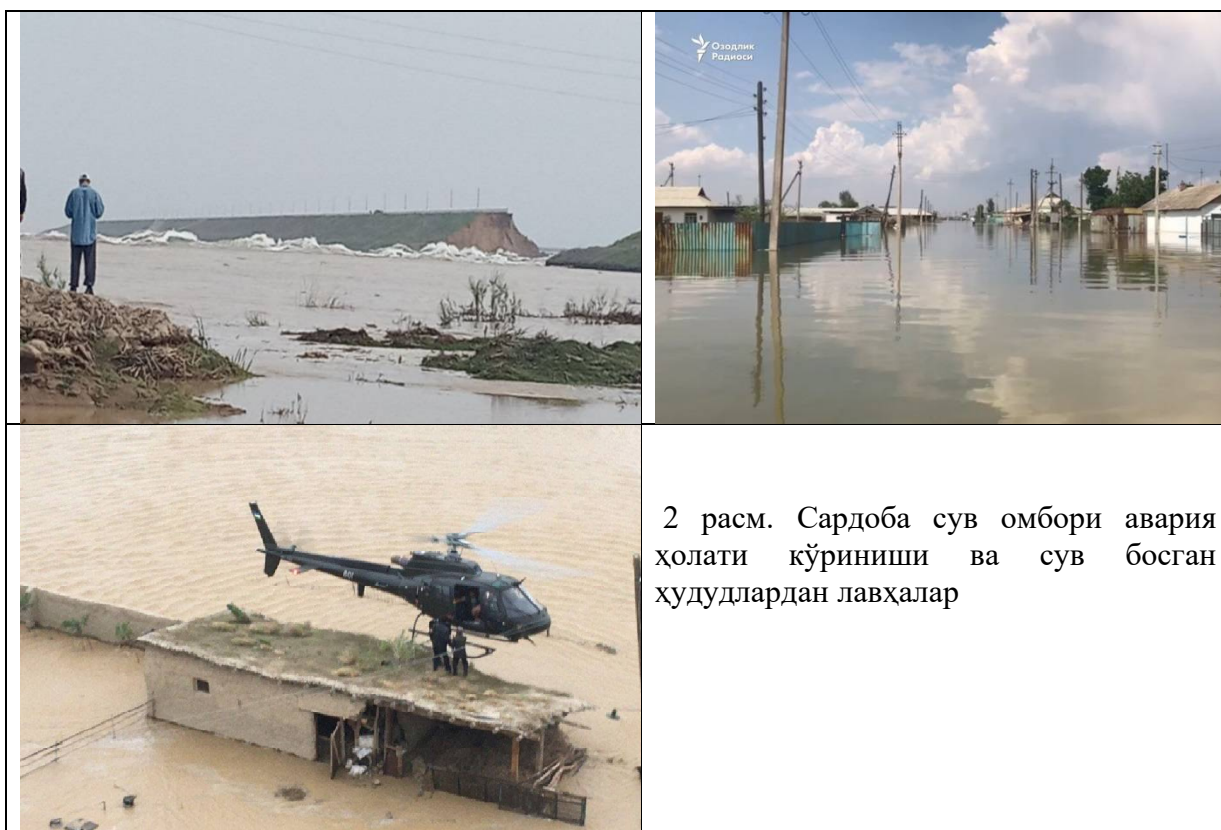 Озодлик
Радиоси
2 расм. Сардоба сув омбори авария
ҳолати кўриниши ва сув босган
ҳудудлардан лавҳалар